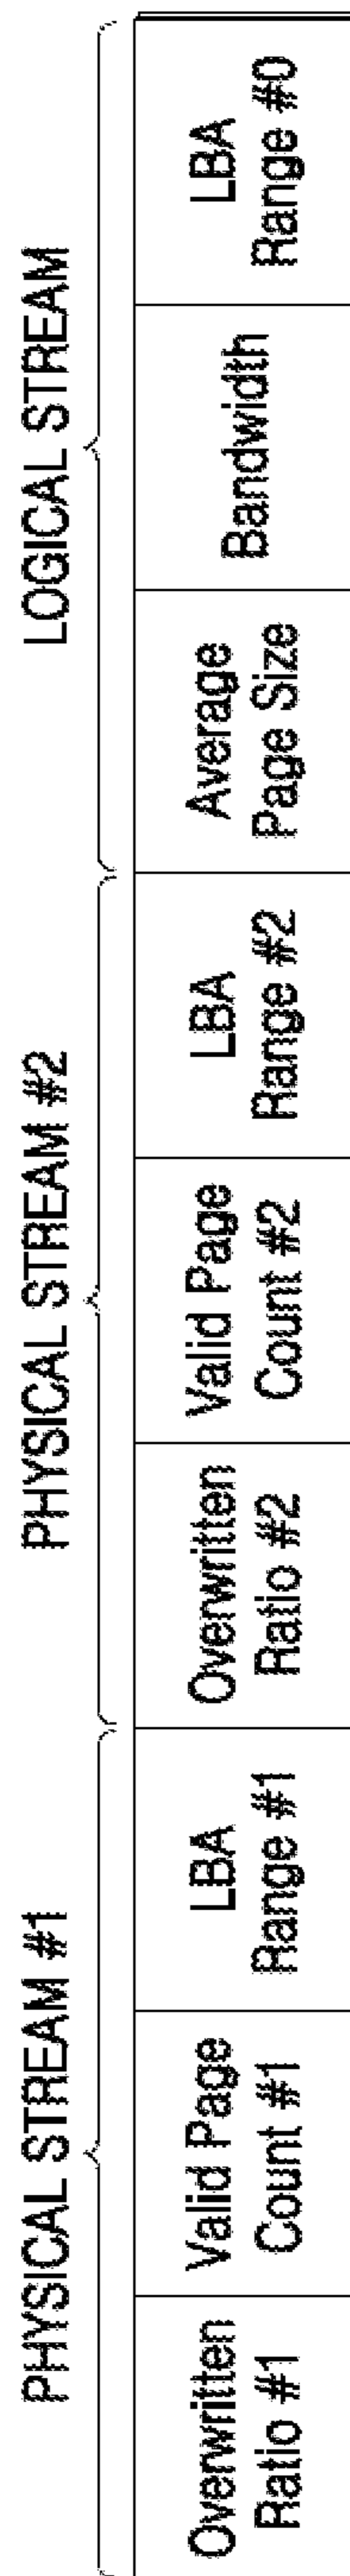 PHYSICAL STREAM #1
PHYSICAL STREAM #2
LOGICAL STREAM
Overwritten
Ratio #1
Valid Page
Count #1
LBA
Range #1
Overwritten
Ratio #2
Valid Page
Count #2
LBA
Range #2
Average
Page Size
Bandwidth
LBA
Range #0